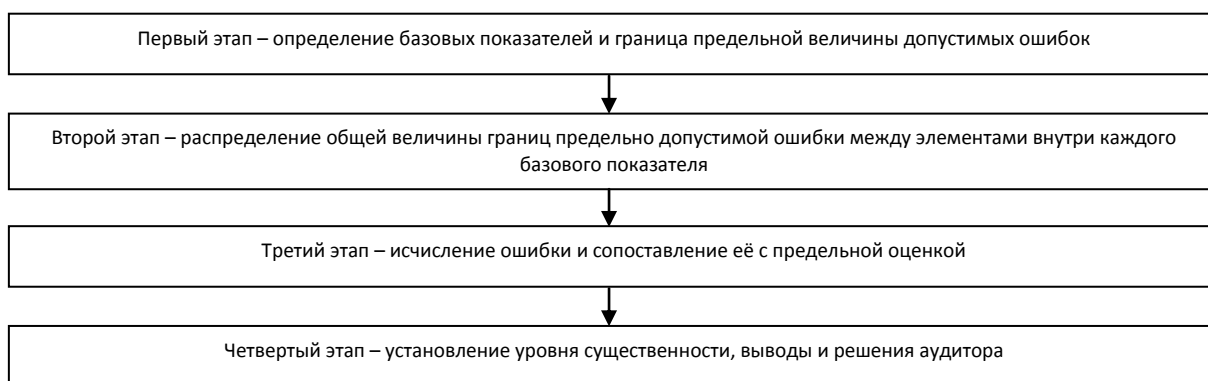 Первый этап – определение базовых показателей и граница предельной величины допустимых ошибок
Второй этап – распределение общей величины границ предельно допустимой ошибки между элементами внутри каждого
базового показателя
Третий этап – исчисление ошибки и сопоставление её с предельной оценкой
Четвертый этап – установление уровня существенности, выводы и решения аудитора